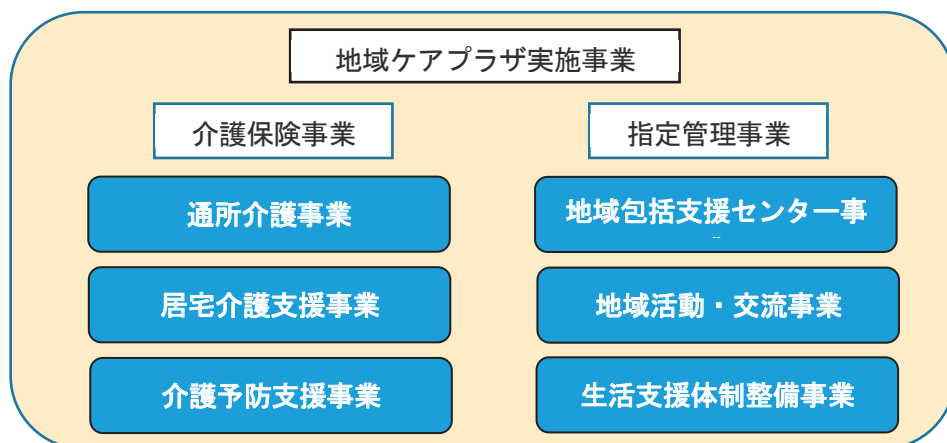 地域ケアプラザ実施事業
介護保険事業
指定管理事業
通所介護事業
地域包括支援センター事
居宅介護支援事業
地域活動・交流事業
介護予防支援事業
生活支援体制整備事業